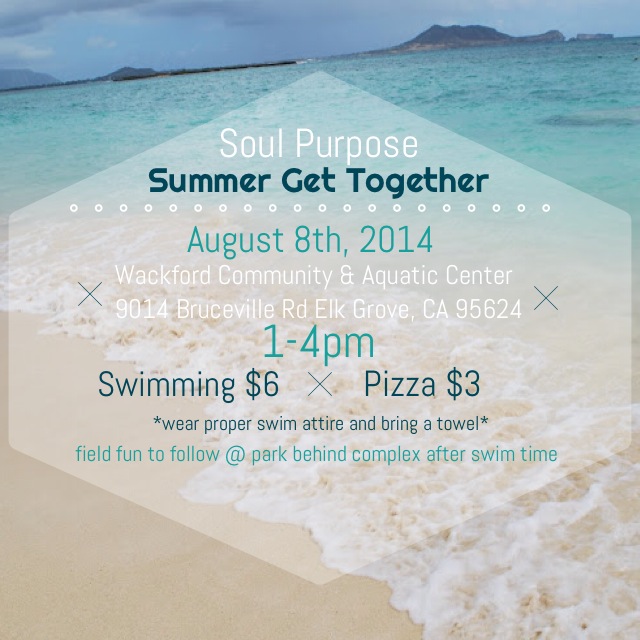 Soul Purpose
Summer Get Together
August 8th, 2014
Wackford Community & Aquatic Center
9014 Bruceville Rd Elk Grove, CA 95624
1-4pm
Swimming $6 Pizza $3
*wear proper swim attire and bring a towel*
field fun to follow @ park behind complex after swim time